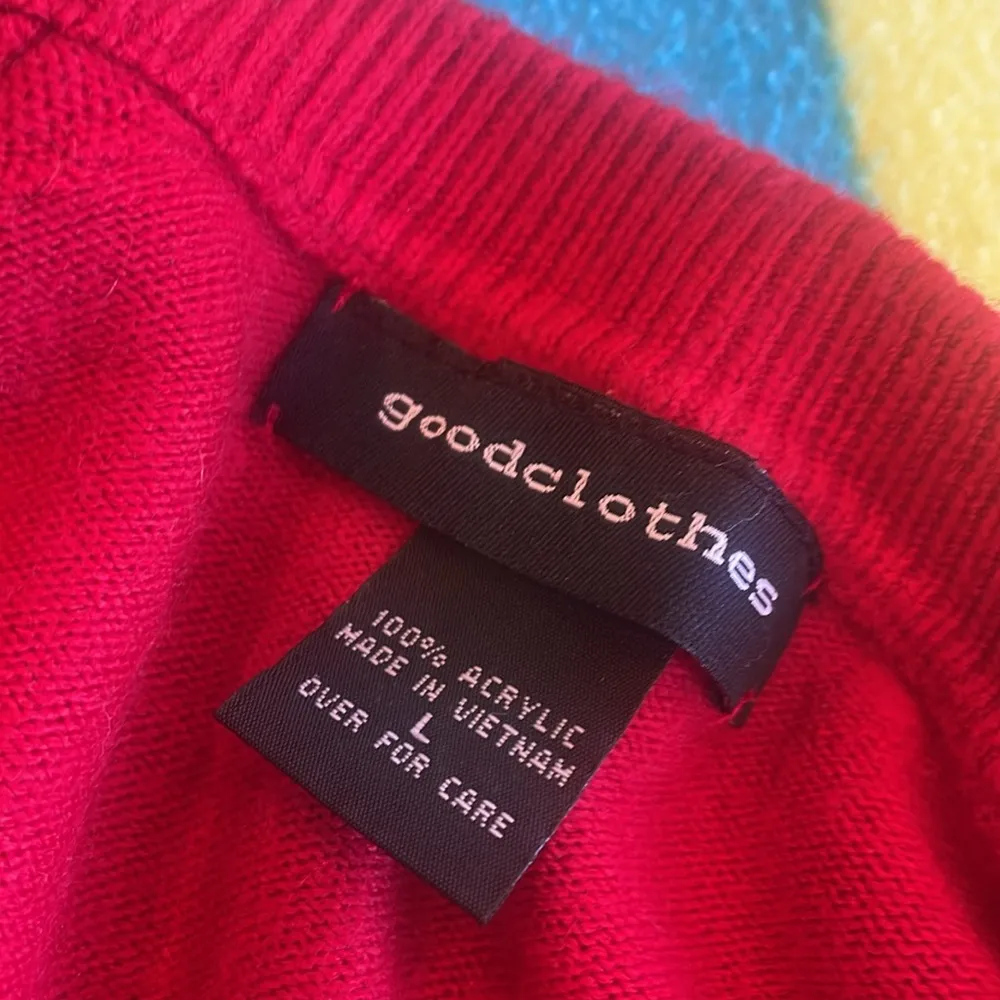 goodclothes
100% ACRYLIC
MADE IN VIETNAM
L
OVER FOR CARE